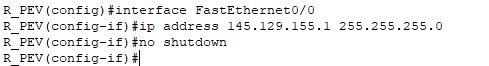 R_PEV(config)#interface FastEthernet0/0
R_PEV(config-if)#ip address 145.129.155.1 255.255.255.0
R_PEV(config-if)#no shutdown
R_PEV(config-if)#